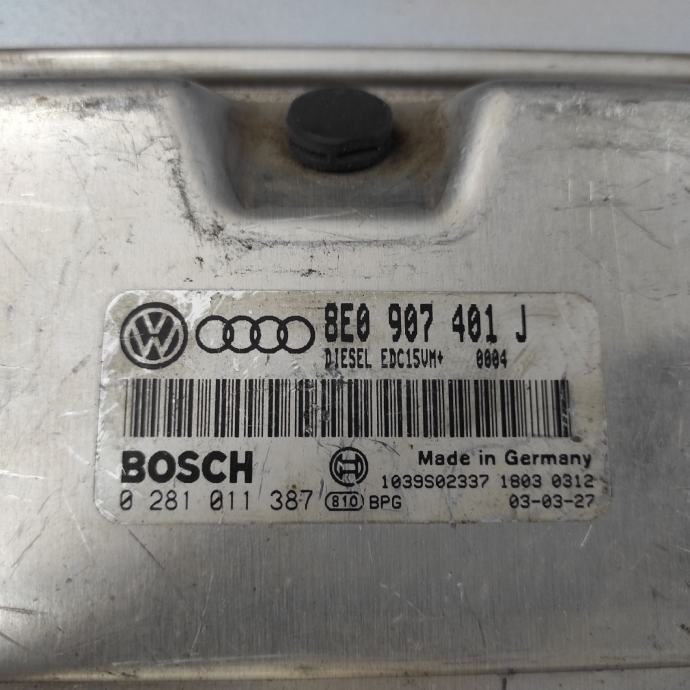 8E0 907 401 J
DIESEL EDC15VM+ 0004
BOSCH
Made in Germany
1039S02337 1803 0312
0 281 011 387 810 BPG 03-03-27